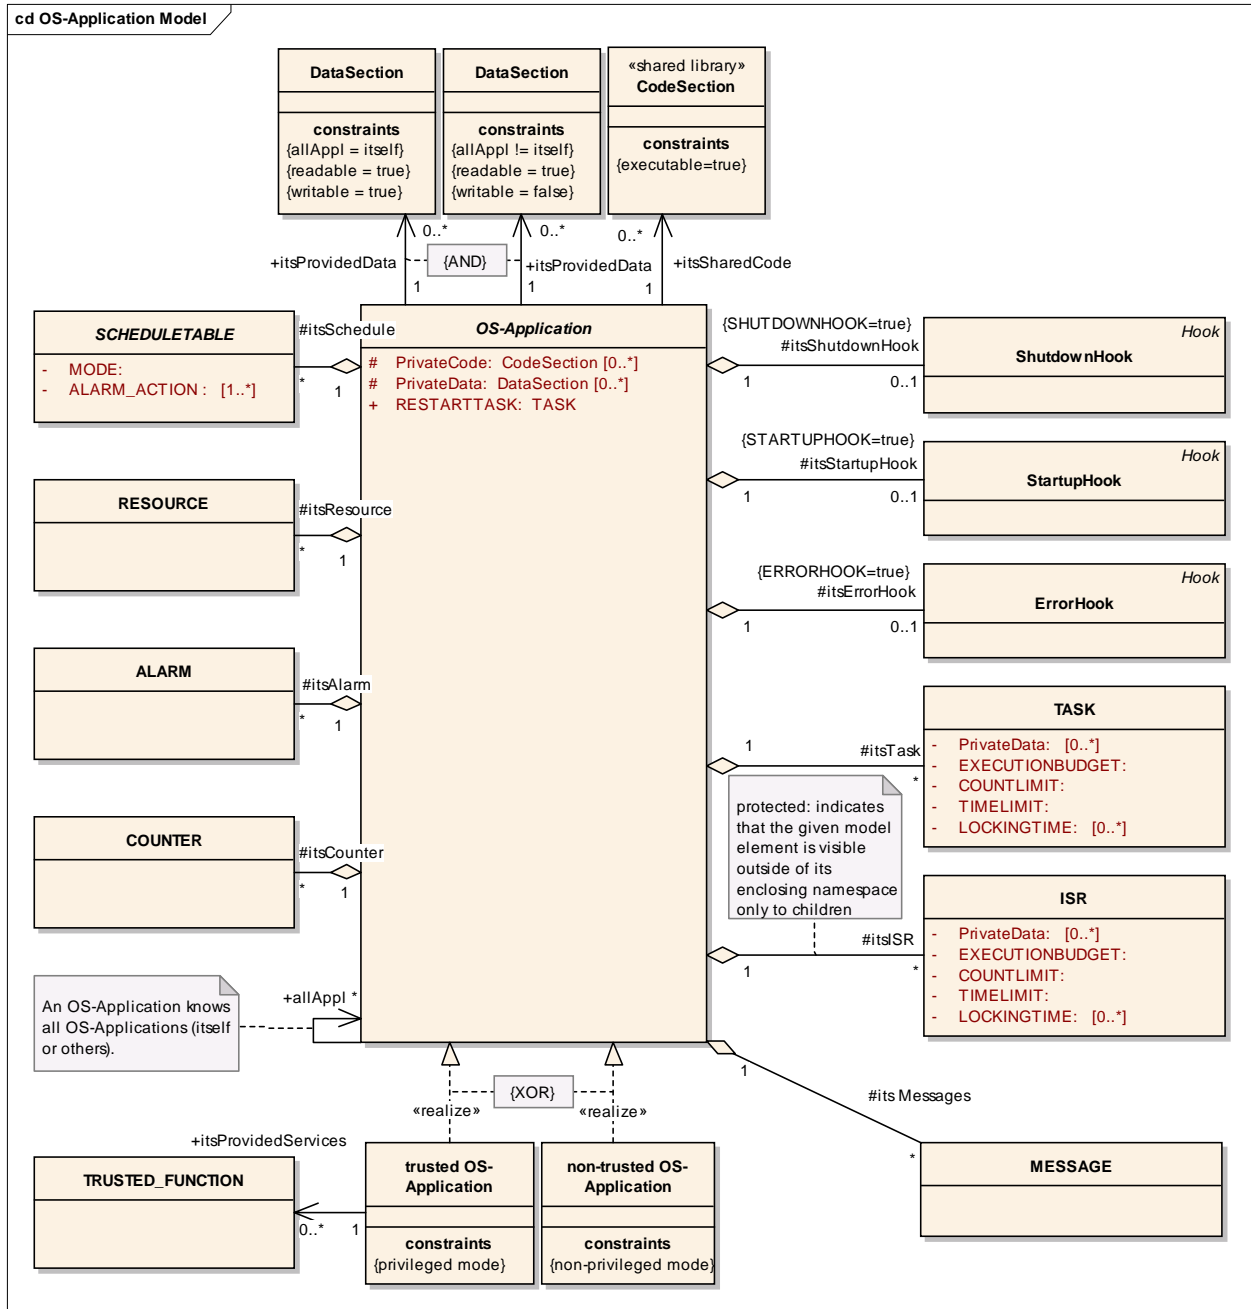 cd OS-Application Model
DataSection
constraints
{allAppl = itself}
{readable = true}
{writable = true}
DataSection
constraints
{allAppl != itself}
{readable = true}
{writable = false}
«shared library»
CodeSection
constraints
{executable=true}
0..*
0..*
0..*
{AND}
+itsProvidedData
+itsProvidedData
+itsSharedCode
1
1
1
SCHEDULETABLE
- MODE:
- ALARM_ACTION : [1..*]
#itsSchedule
*
1
OS-Application
# PrivateCode: CodeSection [0..*]
# PrivateData: DataSection [0..*]
+ RESTARTTASK: TASK
{SHUTDOWNHOOK=true}
#itsShutdownHook
1
0..1
Hook
ShutdownHook
{STARTUPHOOK=true}
#itsStartupHook
1
0..1
Hook
StartupHook
RESOURCE
#itsResource
*
1
{ERRORHOOK=true}
#itsErrorHook
1
0..1
Hook
ErrorHook
ALARM
#itsAlarm
*
1
1
#itsTask
*
TASK
- PrivateData: [0..*]
- EXECUTIONBUDGET:
- COUNTLIMIT:
- TIMELIMIT:
- LOCKINGTIME: [0..*]
protected: indicates
that the given model
element is visible
outside of its
enclosing namespace
only to children
COUNTER
#itsCounter
*
1
#itsISR
1
*
ISR
- PrivateData: [0..*]
- EXECUTIONBUDGET:
- COUNTLIMIT:
- TIMELIMIT:
- LOCKINGTIME: [0..*]
An OS-Application knows
all OS-Applications (itself
or others).
+allAppl *
{XOR}
«realize»
«realize»
1
#its Messages
*
MESSAGE
+itsProvidedServices
TRUSTED_FUNCTION
0..*
1
trusted OS-
Application
constraints
{privileged mode}
non-trusted OS-
Application
constraints
{non-privileged mode}